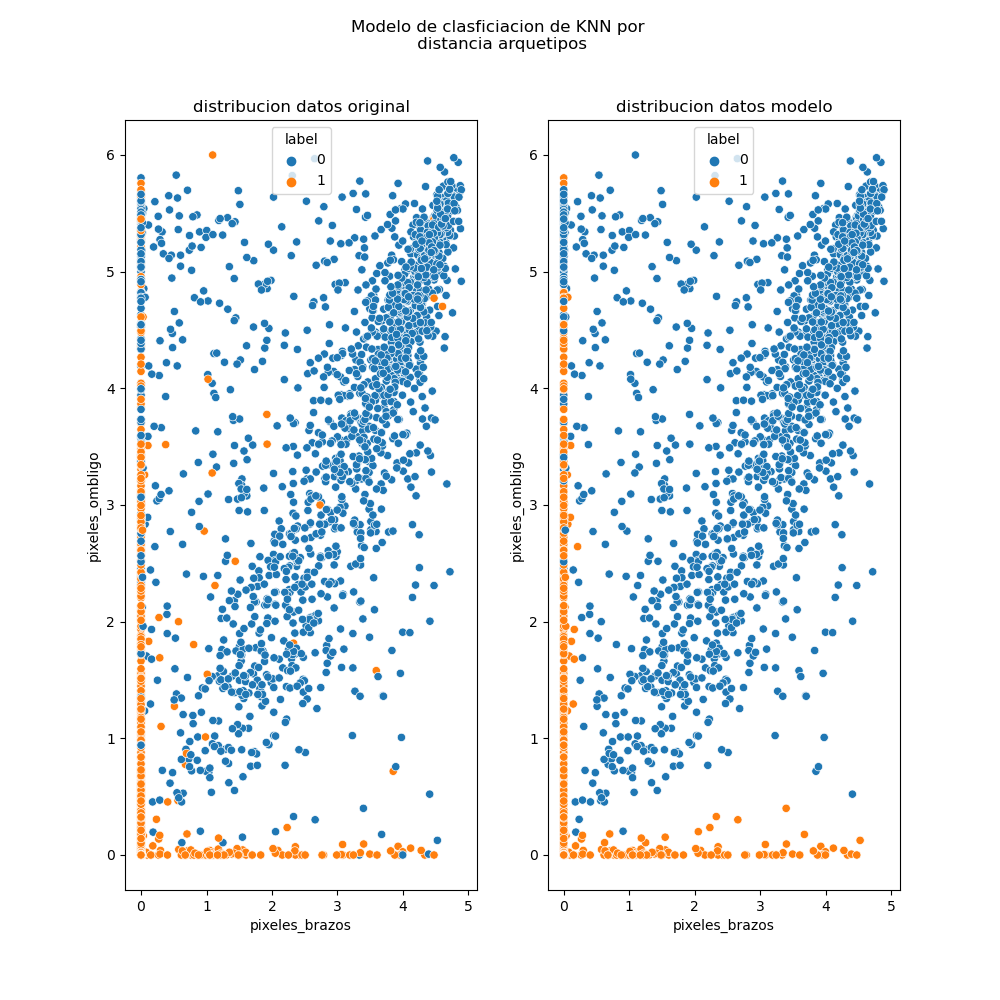 Modelo de clasficiacion de KNN por
distancia arquetipos
distribucion datos original
distribucion datos modelo
label
0
1
label
0
1
6
5
4
3
2
1
0
6
5
4
3
2
1
0
pixeles_ombligo
pixeles_ombligo
0 1 2 3 4 5
0 1 2 3 4 5
pixeles_brazos
pixeles_brazos